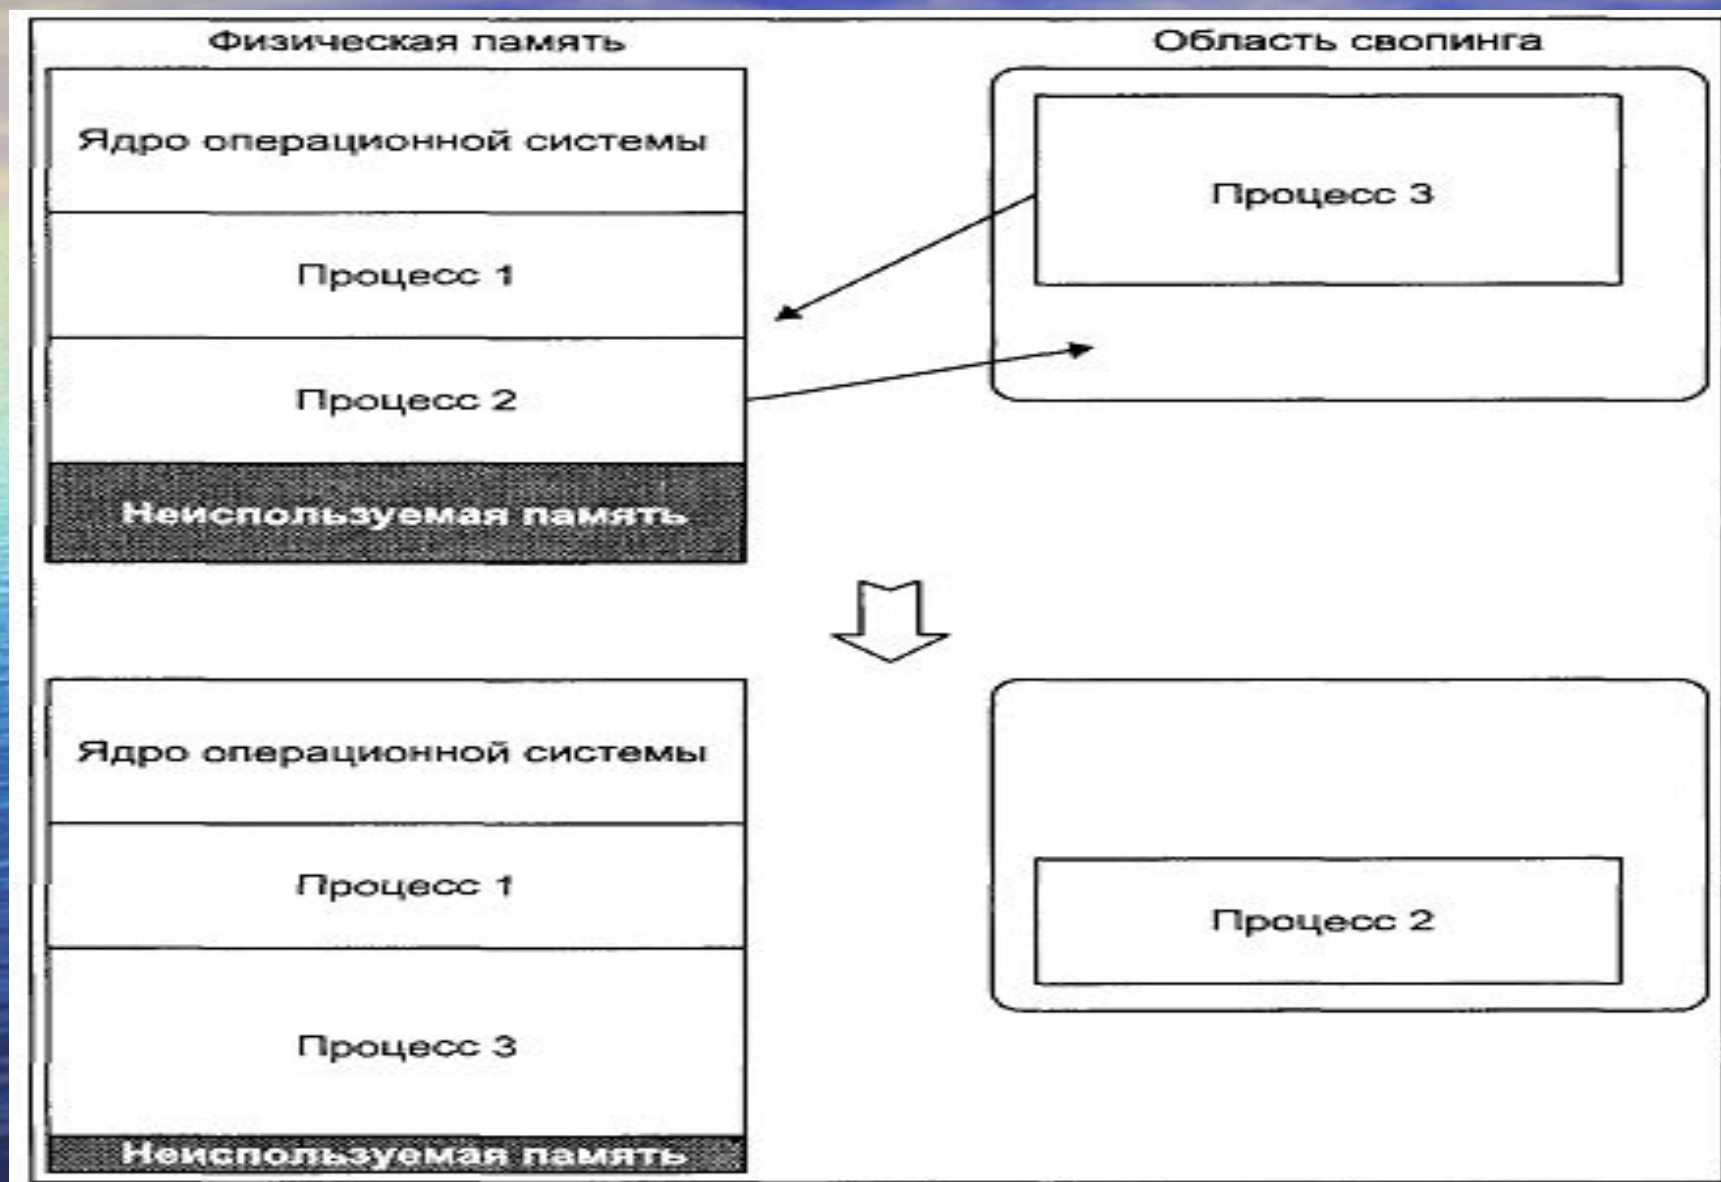 Физическая память
Область свопинга
Ядро операционной системы
Процесс 1
Процесс 2
Неиспользуемая память
Процесс 3
Ядро операционной системы
Процесс 1
Процесс 3
Неиспользуемая память
Процесс 2